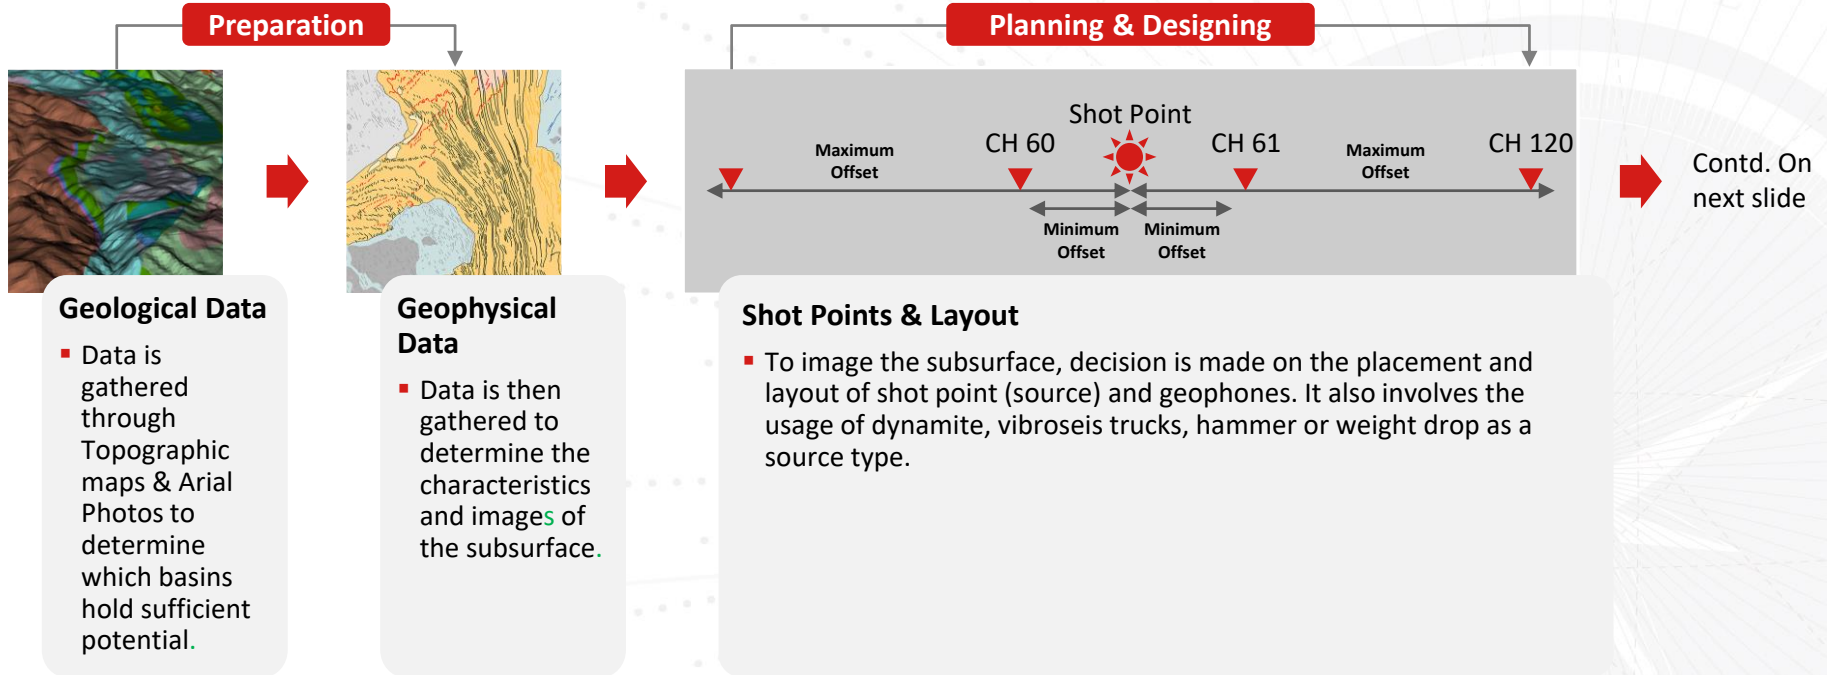 Preparation
Planning & Designing
Shot Point
CH 60
CH 61
CH 120
Maximum
Offset
Maximum
Offset
Minimum
Offset
Minimum
Offset
Contd. On
next slide
Geological Data
▪ Data is
gathered
through
Topographic
maps & Arial
Photos to
determine
which basins
hold sufficient
potential.
Geophysical
Data
▪ Data is then
gathered to
determine the
characteristics
and images of
the subsurface.
Shot Points & Layout
▪ To image the subsurface, decision is made on the placement and
layout of shot point (source) and geophones. It also involves the
usage of dynamite, vibroseis trucks, hammer or weight drop as a
source type.